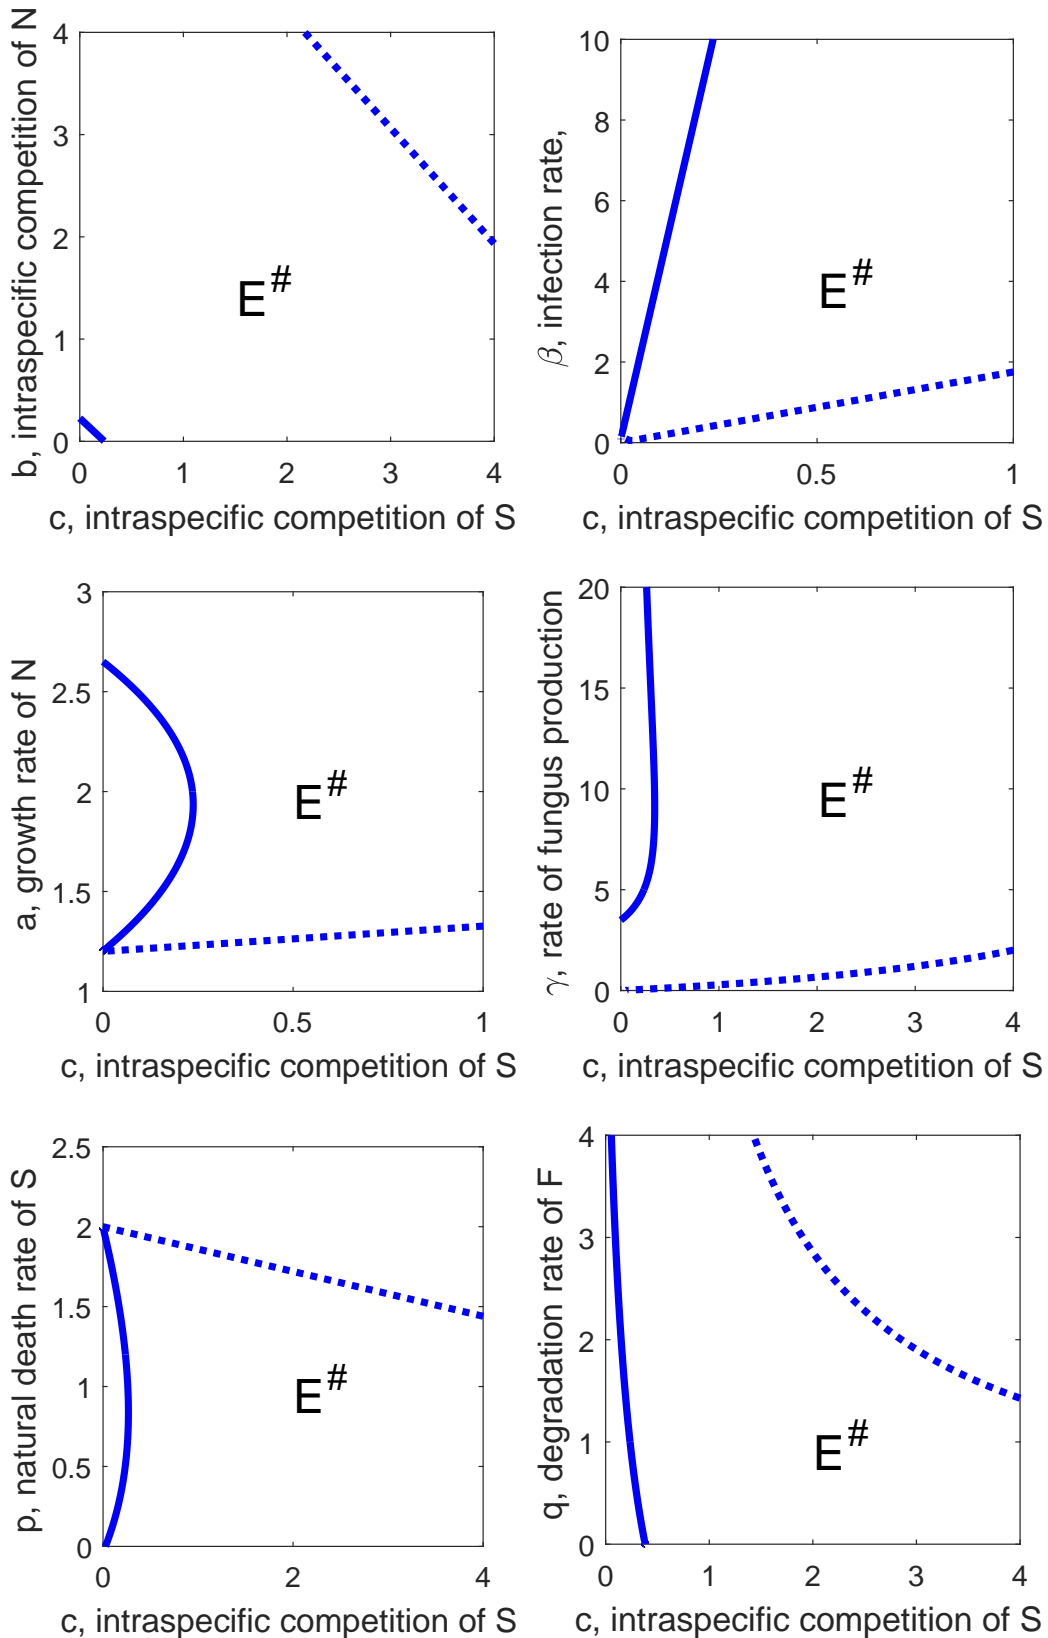 b, intraspecific competition of N
4
3
2
1
0
E#
0 1 2 3 4
c, intraspecific competition of S
β, infection rate,
10
8
6
4
2
0
E#
0 0.5 1
c, intraspecific competition of S
a, growth rate of N
3
2.5
2
1.5
1
E#
0 0.5 1
c, intraspecific competition of S
γ, rate of fungus production
20
15
10
5
0
E#
0 1 2 3 4
c, intraspecific competition of S
p, natural death rate of S
2.5
2
1.5
1
0.5
0
E#
0 2 4
c, intraspecific competition of S
q, degradation rate of F
4
3
2
1
0
E#
0 1 2 3 4
c, intraspecific competition of S